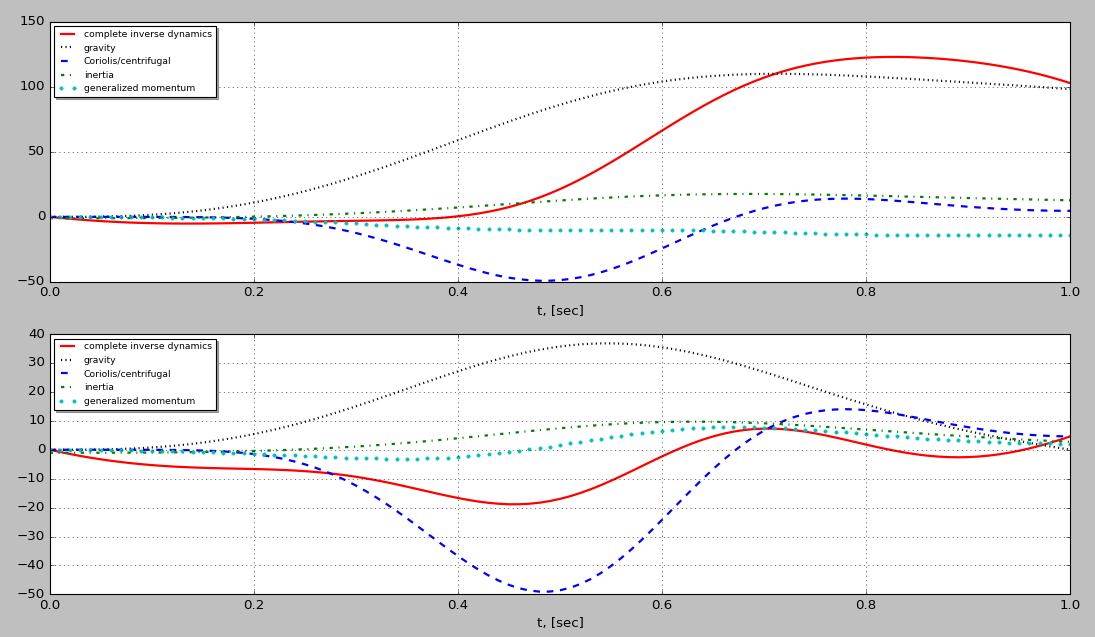 150
100
50
0
−50
complete inverse dynamics
gravity
Coriolis/centrifugal
inertia
generalized momentum
0.0 0.2 0.4 0.6 0.8 1.0
t, [sec]
40
30
20
10
0
−10
−20
−30
−40
−50
complete inverse dynamics
gravity
Coriolis/centrifugal
inertia
generalized momentum
0.0 0.2 0.4 0.6 0.8 1.0
t, [sec]